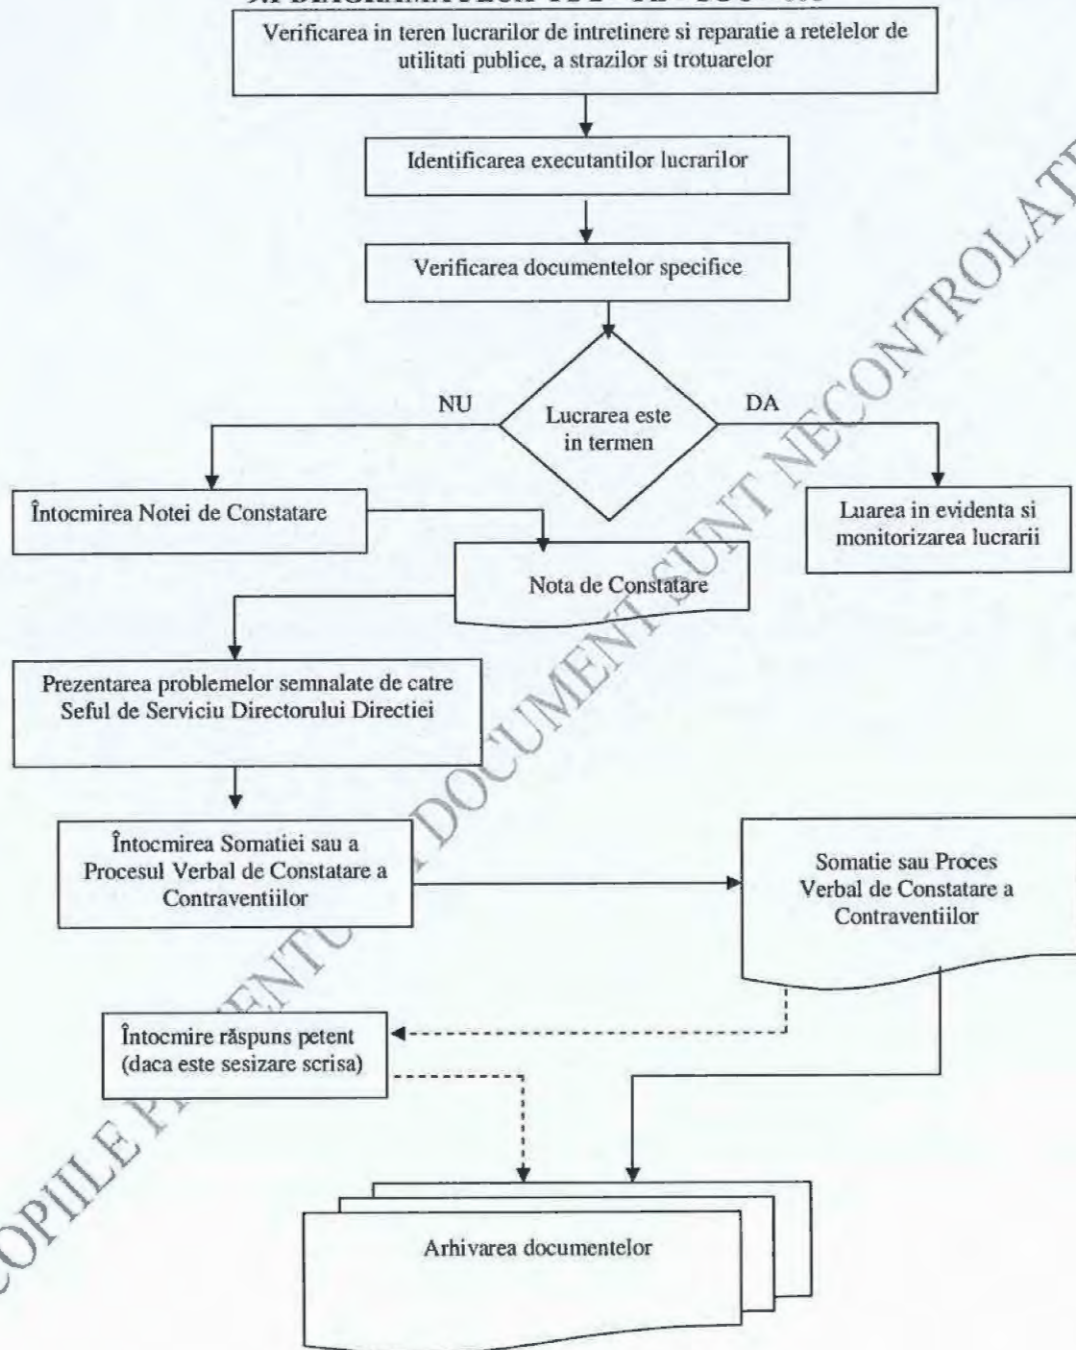 Verificarea in teren lucrarilor de intretinere si reparatie a retelelor de
utilitati publice, a strazilor si trotuarelor
Identificarea executantilor lucrarilor
Verificarea documentelor specifice
NU
Lucrarea este
in termen
DA
Întocmirea Notei de Constatare
Luarea in evidenta si
monitorizarea lucrarii
Nota de Constatare
Prezentarea problemelor semnalate de catre
Seful de Serviciu Directorului Directiei
Întocmirea Somatiei sau a
Procesul Verbal de Constatare a
Contraventiilor
Somatie sau Proces
Verbal de Constatare a
Contraventiilor
Întocmire răspuns petent
(daca este sesizare scrisa)
Arhivarea documentelor
COPIILE DOCUMENT SUNT NECONTROLATE